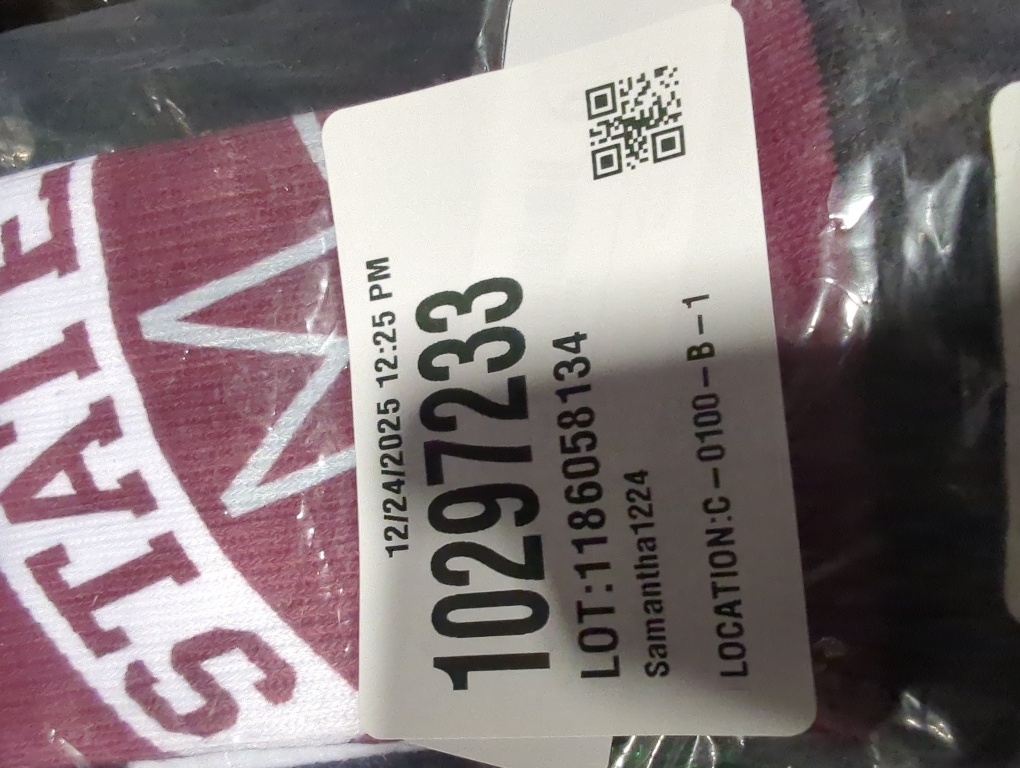 STATE
12/24/2025 12:25 PM
10297233
LOT:1186058134
Samantha1224
LOCATION:C-0100-B-1